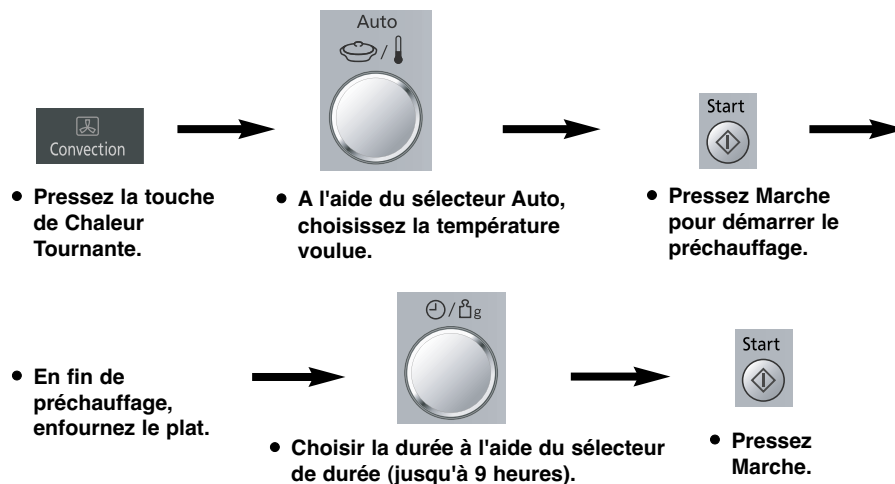 Auto
/
Convection
Start
• Pressez la touche
de Chaleur
Tournante.
• A l'aide du sélecteur Auto,
choisissez la température
voulue.
• Pressez Marche
pour démarrer le
préchauffage.
/ g
Start
• En fin de
préchauffage,
enfournez le plat.
• Choisir la durée à l'aide du sélecteur
de durée (jusqu'à 9 heures).
• Pressez
Marche.